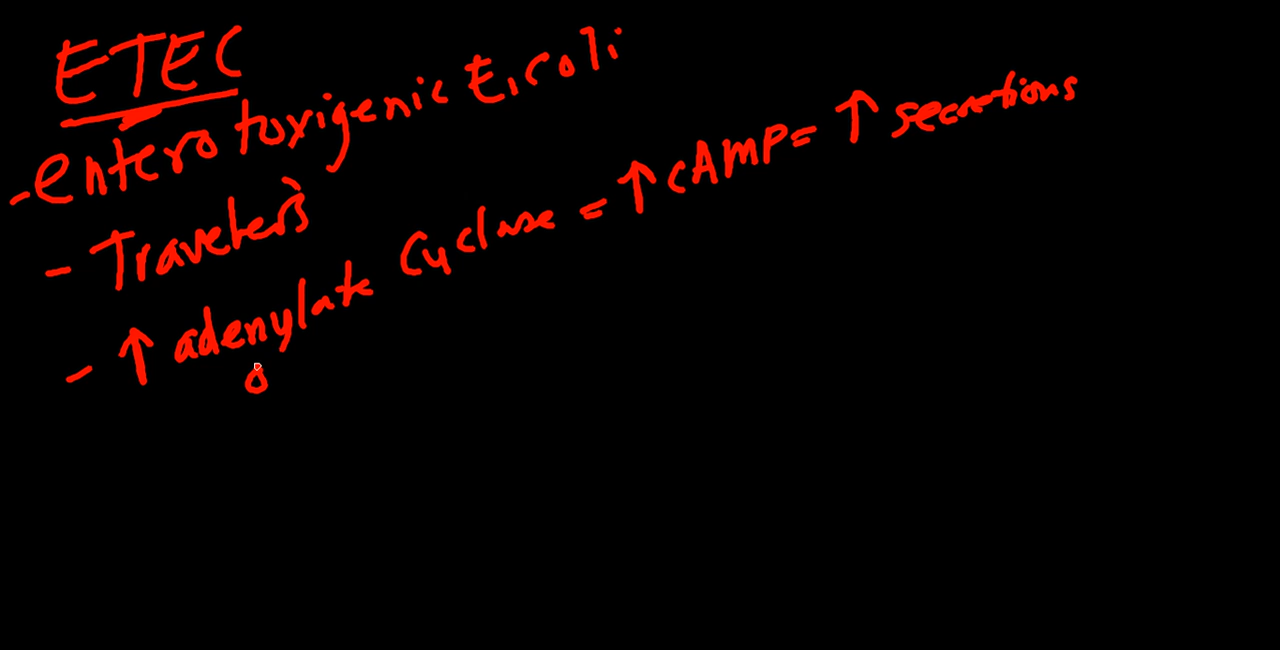 ETEC
- enterotoxigenic E. coli
- Travelers
- ↑ adenylate cyclase = ↑ cAMP = ↑ secretions